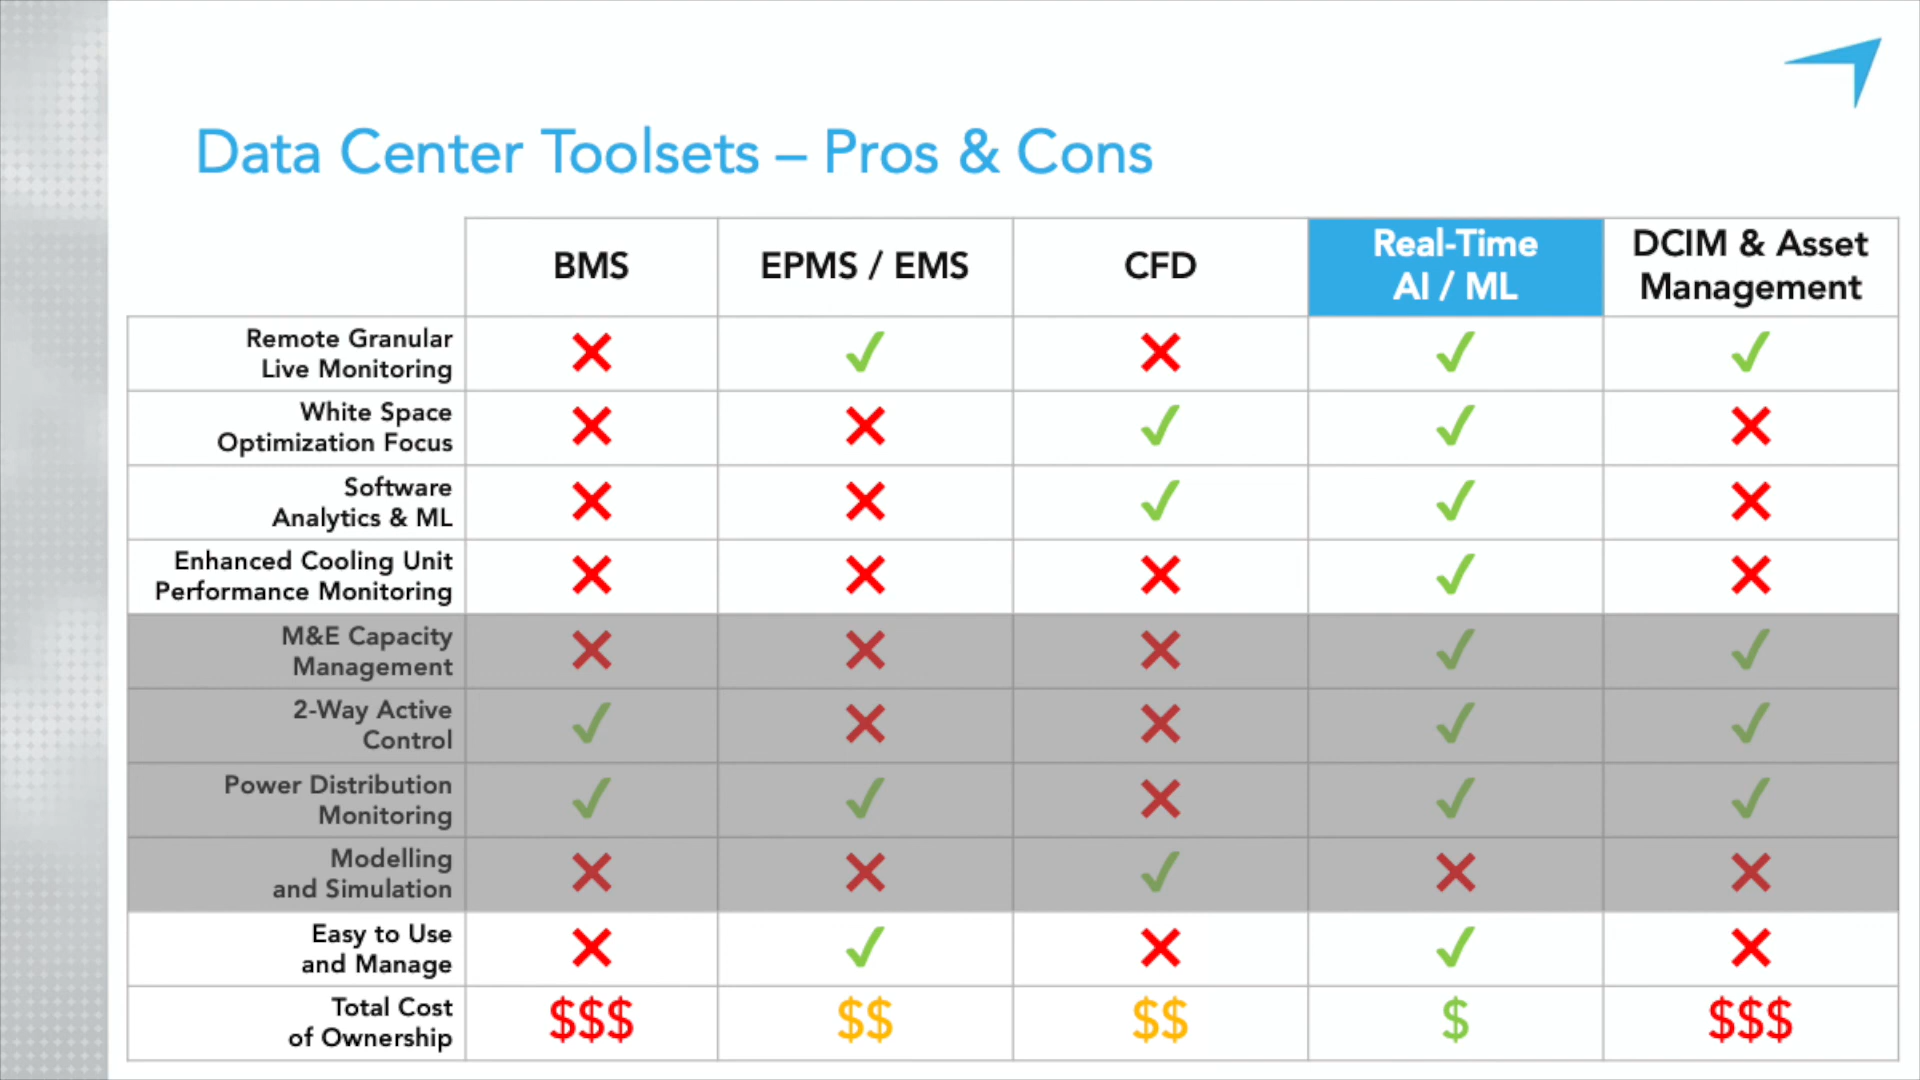 Data Center Toolsets – Pros & Cons
BMS
EPMS / EMS
CFD
Real-Time
AI / ML
DCIM & Asset
Management
Remote Granular
Live Monitoring
White Space
Optimization Focus
Software
Analytics & ML
Enhanced Cooling Unit
Performance Monitoring
M&E Capacity
Management
2-Way Active
Control
Power Distribution
Monitoring
Modelling
and Simulation
Easy to Use
and Manage
Total Cost
of Ownership
$$$
$$
$$
$
$$$